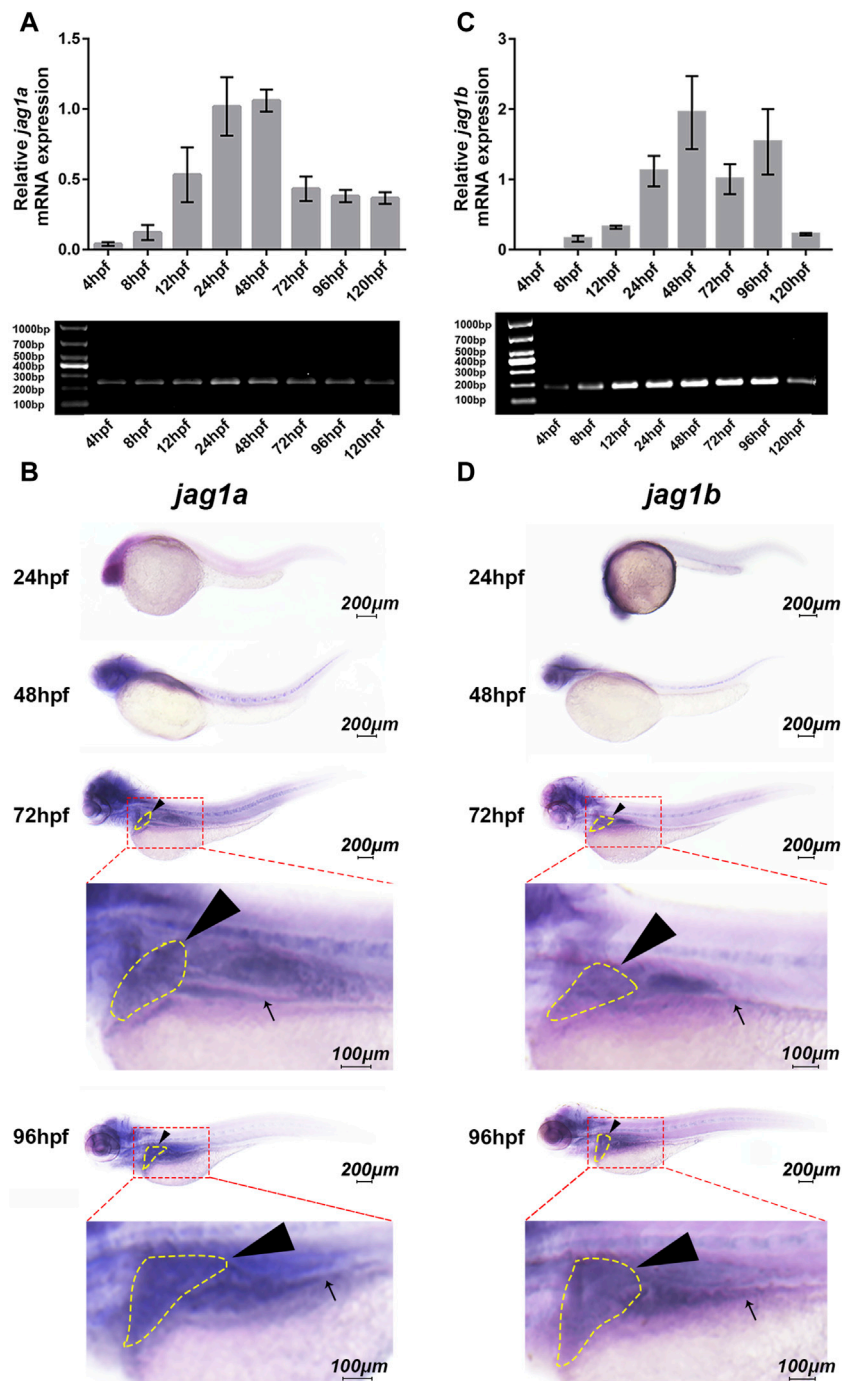 A
Relative jag1a
mRNA expression
1.5
1.0
0.5
0.0
4hpf
8hpf
12hpf
24hpf
48hpf
72hpf
96hpf
120hpf
1000bp
700bp
500bp
400bp
300bp
200bp
100bp
4hpf
8hpf
12hpf
24hpf
48hpf
72hpf
96hpf
120hpf
C
Relative jag1b
mRNA expression
3
2
1
0
4hpf
8hpf
12hpf
24hpf
48hpf
72hpf
96hpf
120hpf
1000bp
700bp
500bp
400bp
300bp
200bp
100bp
4hpf
8hpf
12hpf
24hpf
48hpf
72hpf
96hpf
120hpf
B
jag1a
24hpf
200μm
48hpf
200μm
72hpf
200μm
100μm
96hpf
200μm
100μm
D
jag1b
24hpf
200μm
48hpf
200μm
72hpf
200μm
100μm
96hpf
200μm
100μm